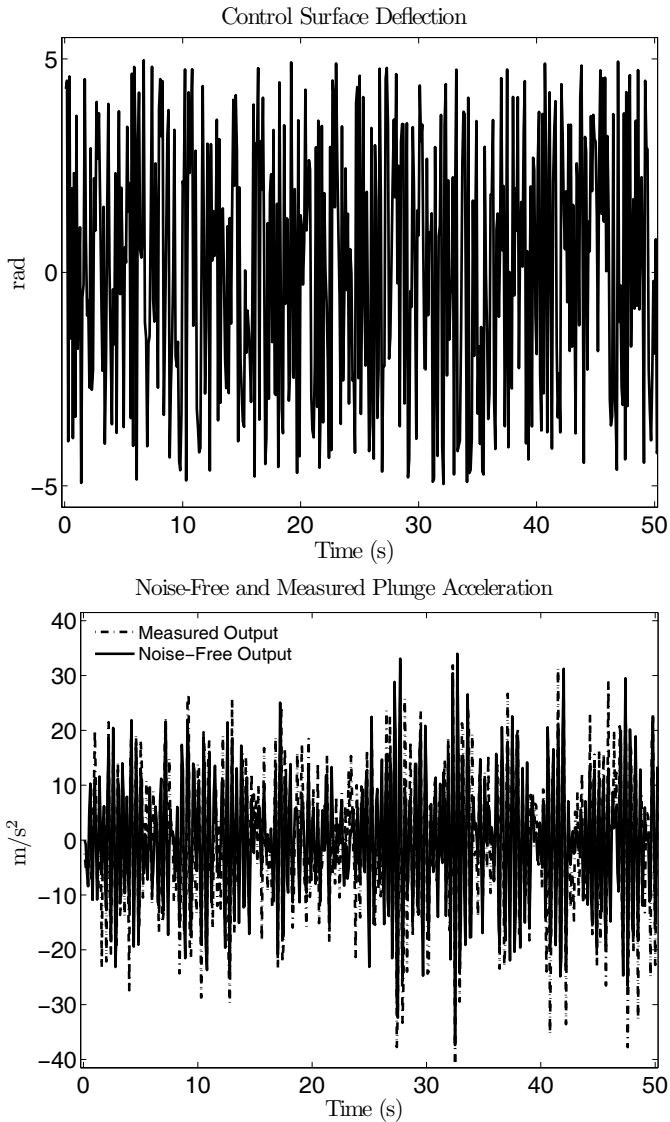 Control Surface Deflection
5
0
−5
rad
0 10 20 30 40 50
Time (s)
Noise-Free and Measured Plunge Acceleration
40
30
20
10
0
−10
−20
−30
−40
m/s²
Measured Output
Noise−Free Output
0 10 20 30 40 50
Time (s)